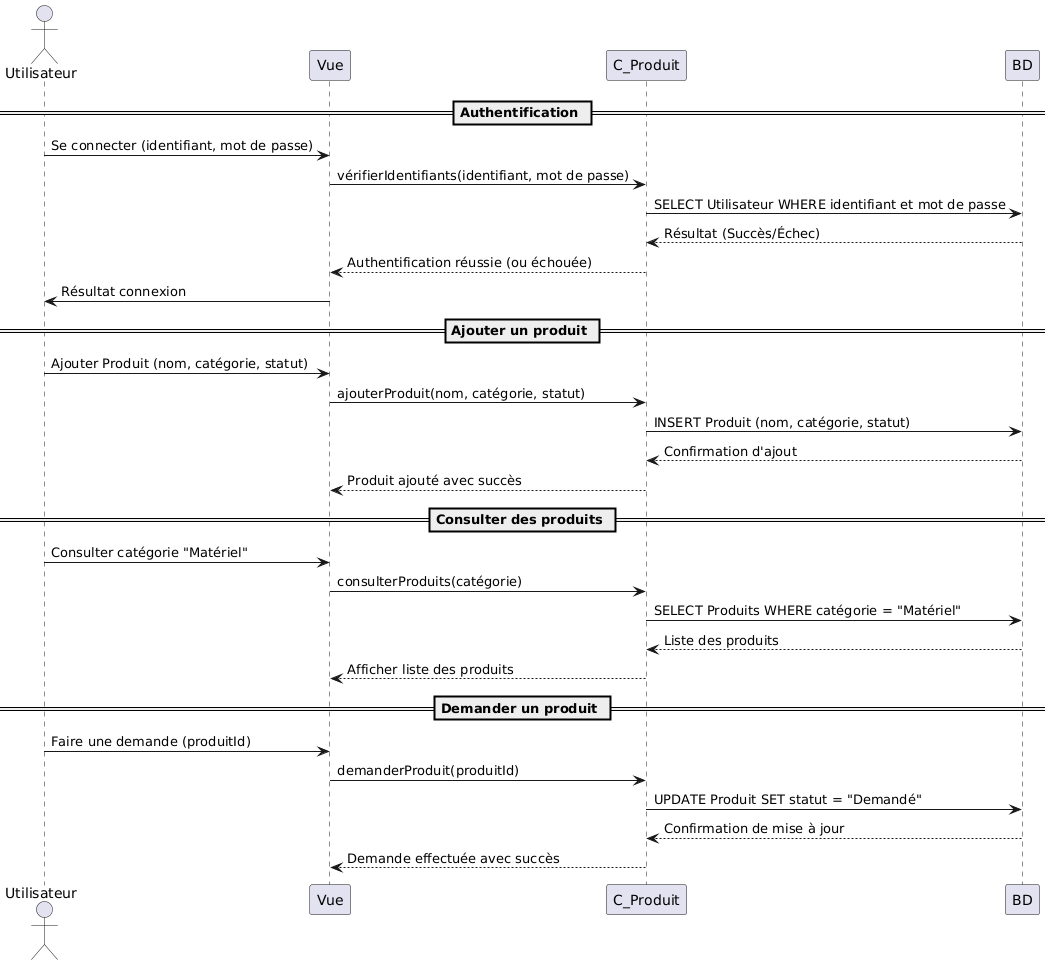 Utilisateur
Vue
C_Produit
BD
Authentification
Se connecter (identifiant, mot de passe)
vérifierIdentifiants(identifiant, mot de passe)
SELECT Utilisateur WHERE identifiant et mot de passe
Résultat (Succès/Échec)
Authentification réussie (ou échouée)
Résultat connexion
Ajouter un produit
Ajouter Produit (nom, catégorie, statut)
ajouterProduit(nom, catégorie, statut)
INSERT Produit (nom, catégorie, statut)
Confirmation d'ajout
Produit ajouté avec succès
Consulter des produits
Consulter catégorie "Matériel"
consulterProduits(catégorie)
SELECT Produits WHERE catégorie = "Matériel"
Liste des produits
Afficher liste des produits
Demander un produit
Faire une demande (produitId)
demanderProduit(produitId)
UPDATE Produit SET statut = "Demandé"
Confirmation de mise à jour
Demande effectuée avec succès
Utilisateur
Vue
C_Produit
BD